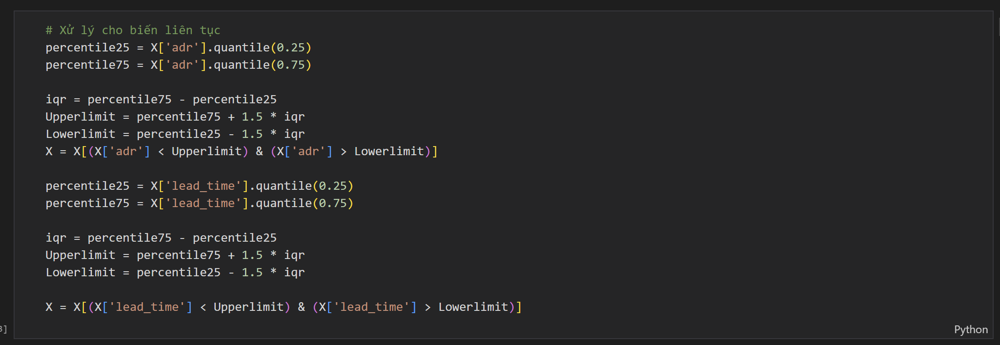 # Xử lý cho biến liên tục
percentile25 = X['adr'].quantile(0.25)
percentile75 = X['adr'].quantile(0.75)
iqr = percentile75 - percentile25
Upperlimit = percentile75 + 1.5 * iqr
Lowerlimit = percentile25 - 1.5 * iqr
X = X[(X['adr'] < Upperlimit) & (X['adr'] > Lowerlimit)]
percentile25 = X['lead_time'].quantile(0.25)
percentile75 = X['lead_time'].quantile(0.75)
iqr = percentile75 - percentile25
Upperlimit = percentile75 + 1.5 * iqr
Lowerlimit = percentile25 - 1.5 * iqr
X = X[(X['lead_time'] < Upperlimit) & (X['lead_time'] > Lowerlimit)]
Python